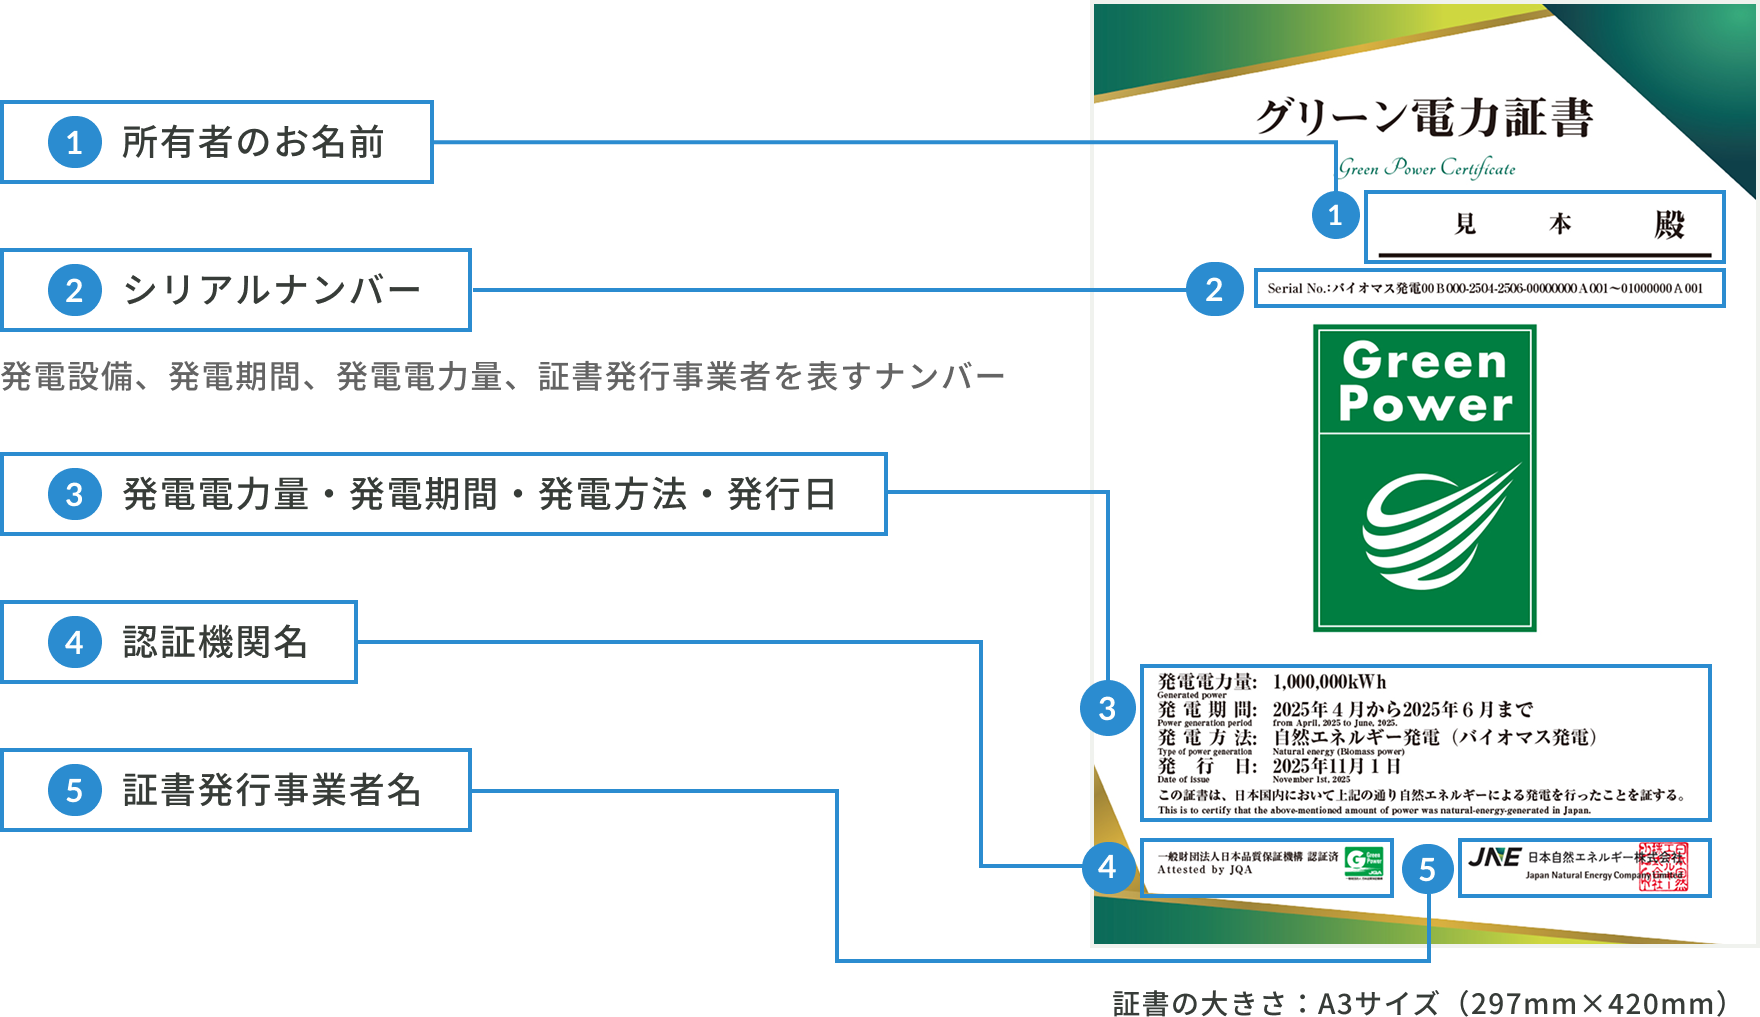 1 所有者のお名前
2 シリアルナンバー
発電設備、発電期間、発電電力量、証書発行事業者を表すナンバー
3 発電電力量・発電期間・発電方法・発行日
4 認証機関名
5 証書発行事業者名
グリーン電力証書
Green Power Certificate
1 見 本 殿
2 Serial No.:バイオマス発電00B000-2504-2506-00000000A001〜01000000A001
Green
Power
3
発電電力量: 1,000,000kWh
Generated power
発電期間: 2025年4月から2025年6月まで
Power generation period from April, 2025 to June, 2025.
発電方法: 自然エネルギー発電（バイオマス発電）
Type of power generation Natural energy (Biomass power)
発行日: 2025年11月1日
Date of issue November 1st, 2025
この証書は、日本国内において上記の通り自然エネルギーによる発電を行ったことを証する。
This is to certify that the above-mentioned amount of power was natural-energy-generated in Japan.
4 一般財団法人日本品質保証機構 認証済
Attested by JQA
G Green
Power
JQA
5 JNE 日本自然エネルギー株式会社
Japan Natural Energy Company Limited
証書の大きさ：A3サイズ（297mm×420mm）